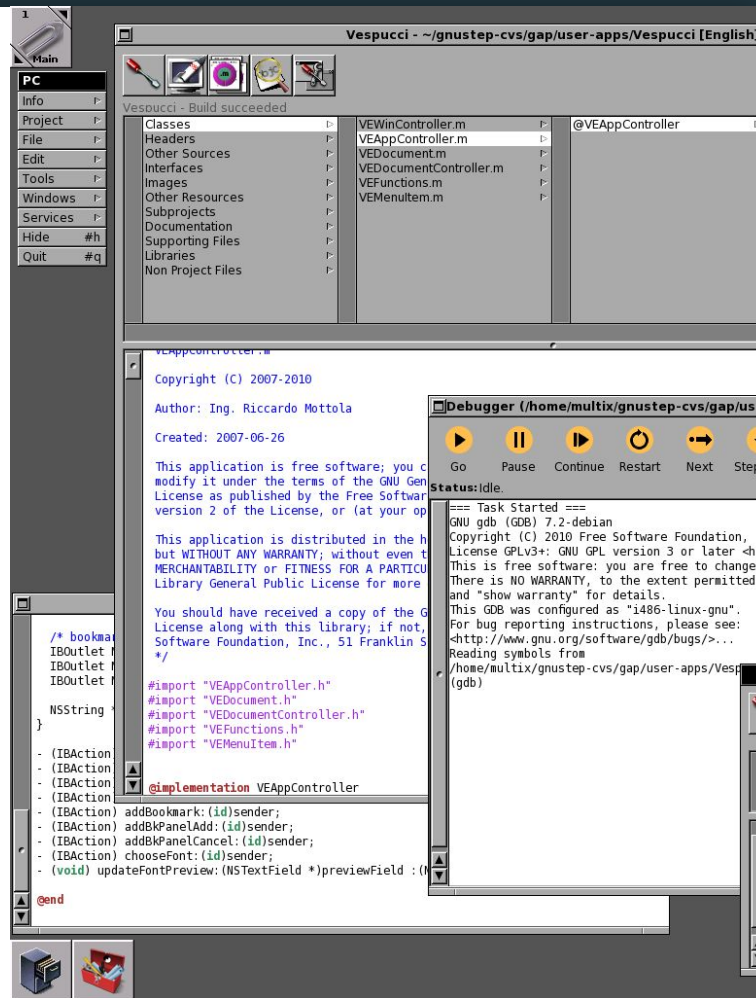 1
Main
PC
Info
Project
File
Edit
Tools
Windows
Services
Hide #h
Quit #q
Vespucci - ~/gnustep-cvs/gap/user-apps/Vespucci [English]
Vespucci - Build succeeded
Classes
Headers
Other Sources
Interfaces
Images
Other Resources
Subprojects
Documentation
Supporting Files
Libraries
Non Project Files
VEWinController.m
VEAppController.m
VEDocument.m
VEDocumentController.m
VEFunctions.m
VEMenuItem.m
@VEAppController
VEAppController.m
Copyright (C) 2007-2010
Author: Ing. Riccardo Mottola
Created: 2007-06-26
This application is free software; you c
modify it under the terms of the GNU Gen
License as published by the Free Softwar
version 2 of the License, or (at your op
This application is distributed in the h
but WITHOUT ANY WARRANTY; without even t
MERCHANTABILITY or FITNESS FOR A PARTICU
Library General Public License for more
You should have received a copy of the G
License along with this library; if not,
Software Foundation, Inc., 51 Franklin S
*/
#import "VEAppController.h"
#import "VEDocument.h"
#import "VEDocumentController.h"
#import "VEFunctions.h"
#import "VEMenuItem.h"
@implementation VEAppController
Debugger (/home/multix/gnustep-cvs/gap/us
Go Pause Continue Restart Next Step
Status: Idle.
=== Task Started ===
GNU gdb (GDB) 7.2-debian
Copyright (C) 2010 Free Software Foundation,
License GPLv3+: GNU GPL version 3 or later <h
This is free software: you are free to change
There is NO WARRANTY, to the extent permitted
and "show warranty" for details.
This GDB was configured as "i486-linux-gnu".
For bug reporting instructions, please see:
<http://www.gnu.org/software/gdb/bugs/>...
Reading symbols from
/home/multix/gnustep-cvs/gap/user-apps/Vesp
(gdb)
/* bookma
IBOutlet
IBOutlet
IBOutlet
NSString *
}
- (IBAction
- (IBAction
- (IBAction
- (IBAction
- (IBAction) addBookmark:(id)sender;
- (IBAction) addBkPanelAdd:(id)sender;
- (IBAction) addBkPanelCancel:(id)sender;
- (IBAction) chooseFont:(id)sender;
- (void) updateFontPreview:(NSTextField *)previewField :(
@end